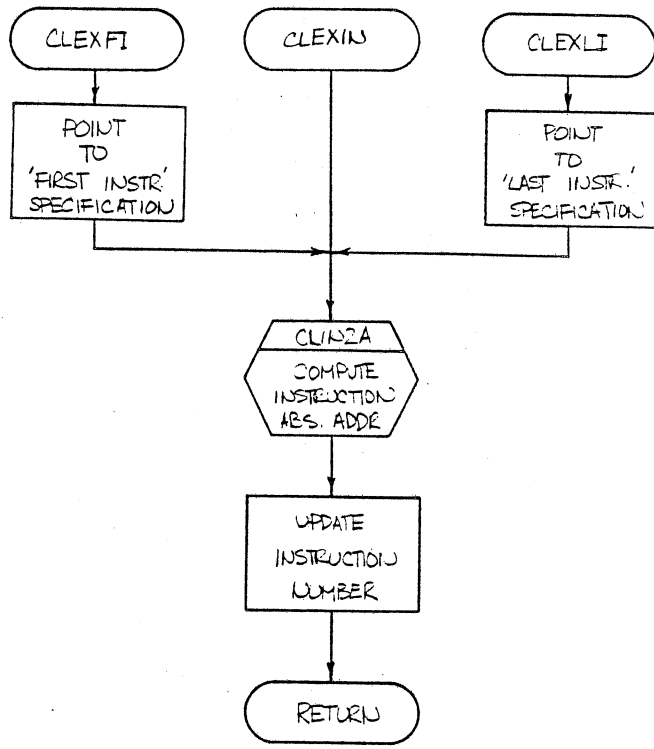 CLEXFI
CLEXIN
CLEXLI
POINT
TO
'FIRST INSTR.'
SPECIFICATION
POINT
TO
'LAST INSTR.'
SPECIFICATION
CLIN2A
COMPUTE
INSTRUCTION
ABS. ADDR
UPDATE
INSTRUCTION
NUMBER
RETURN